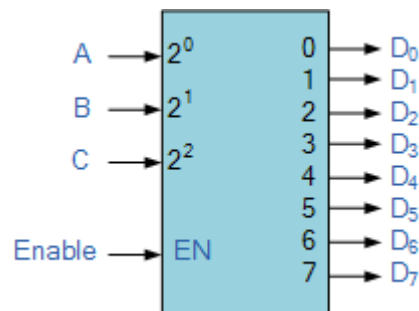 A 2⁰ 0 D₀
1 D₁
B 2¹ 2 D₂
C 2² 3 D₃
4 D₄
5 D₅
Enable EN 6 D₆
7 D₇